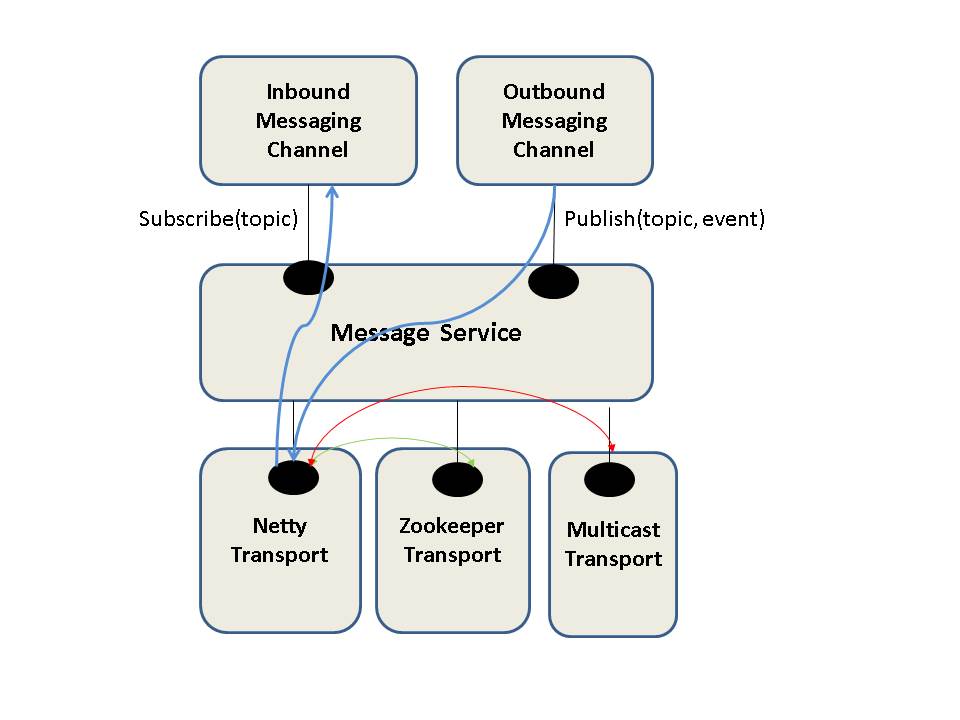 Inbound
Messaging
Channel
Outbound
Messaging
Channel
Subscribe(topic)
Publish(topic, event)
Message Service
Netty
Transport
Zookeeper
Transport
Multicast
Transport